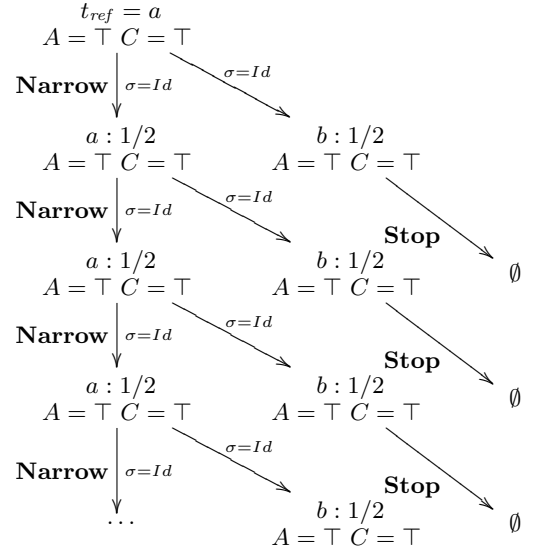 t_ref = a
A = ⊤ C = ⊤
Narrow σ=Id σ=Id
a : 1/2 b : 1/2
A = ⊤ C = ⊤ A = ⊤ C = ⊤
Narrow σ=Id σ=Id Stop
∅
a : 1/2 b : 1/2
A = ⊤ C = ⊤ A = ⊤ C = ⊤
Narrow σ=Id σ=Id Stop
∅
a : 1/2 b : 1/2
A = ⊤ C = ⊤ A = ⊤ C = ⊤
Narrow σ=Id σ=Id Stop
... b : 1/2 ∅
A = ⊤ C = ⊤